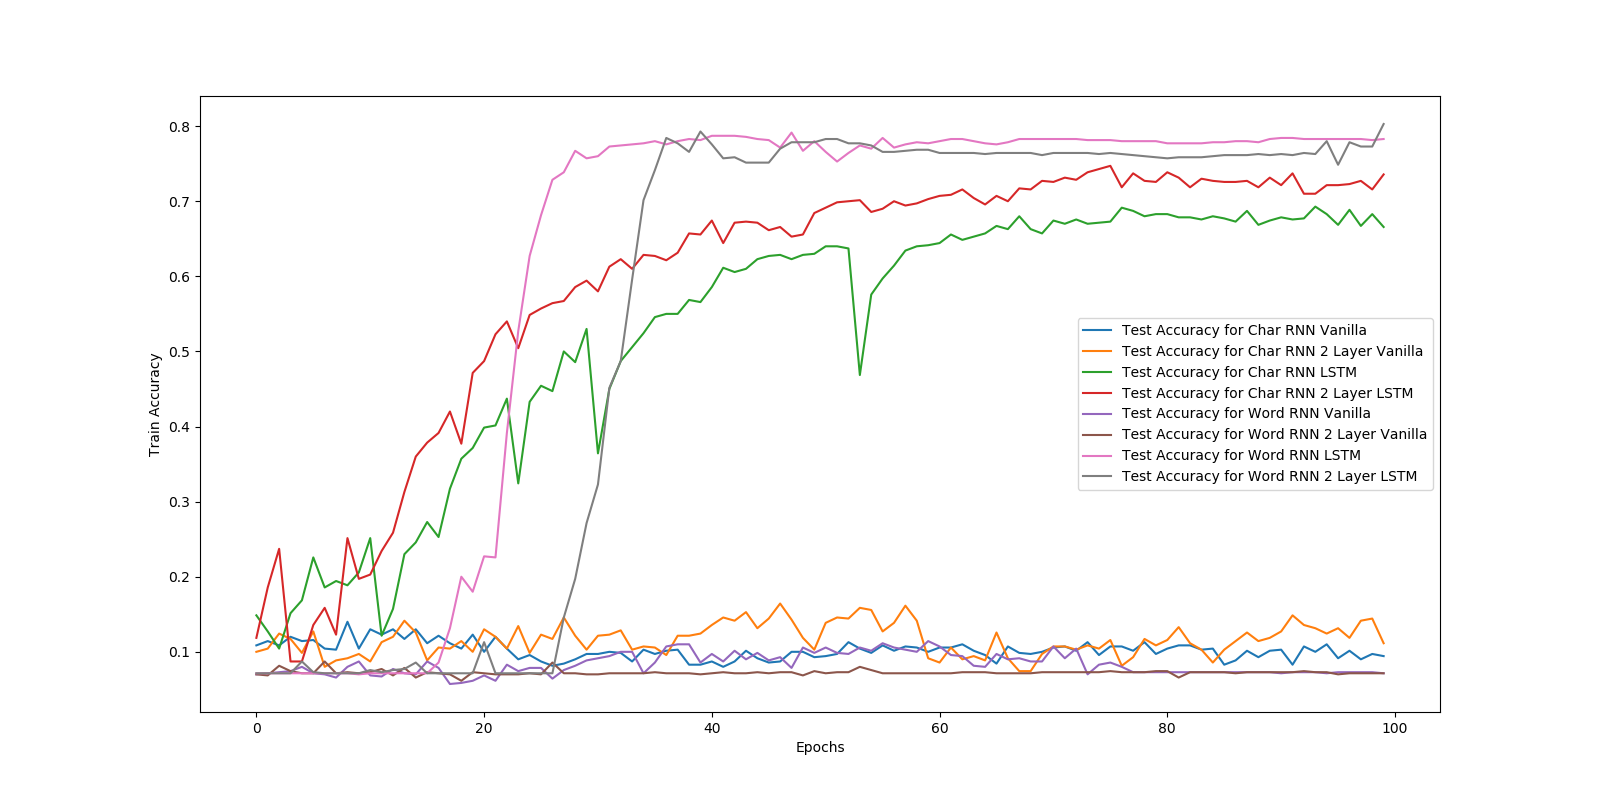 0.8
0.7
0.6
0.5
0.4
0.3
0.2
0.1
Train Accuracy
0 20 40 60 80 100
Epochs
Test Accuracy for Char RNN Vanilla
Test Accuracy for Char RNN 2 Layer Vanilla
Test Accuracy for Char RNN LSTM
Test Accuracy for Char RNN 2 Layer LSTM
Test Accuracy for Word RNN Vanilla
Test Accuracy for Word RNN 2 Layer Vanilla
Test Accuracy for Word RNN LSTM
Test Accuracy for Word RNN 2 Layer LSTM